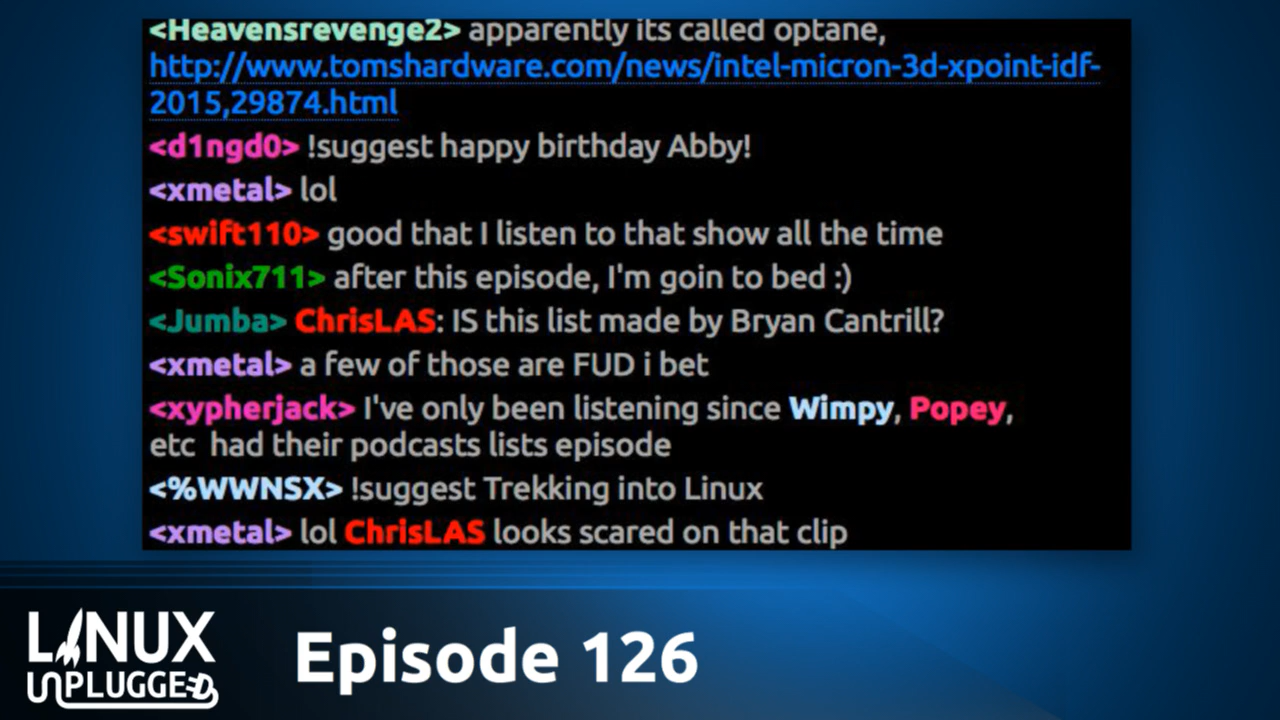 <Heavensrevenge2> apparently its called optane,
http://www.tomshardware.com/news/intel-micron-3d-xpoint-idf-
2015,29874.html
<d1ngd0> !suggest happy birthday Abby!
<xmetal> lol
<swift110> good that I listen to that show all the time
<Sonix711> after this episode, I'm goin to bed :)
<Jumba> ChrisLAS: IS this list made by Bryan Cantrill?
<xmetal> a few of those are FUD i bet
<xypherjack> I've only been listening since Wimpy, Popey,
etc  had their podcasts lists episode
<%WWNSX> !suggest Trekking into Linux
<xmetal> lol ChrisLAS looks scared on that clip
LINUX
UNPLUGGED
Episode 126